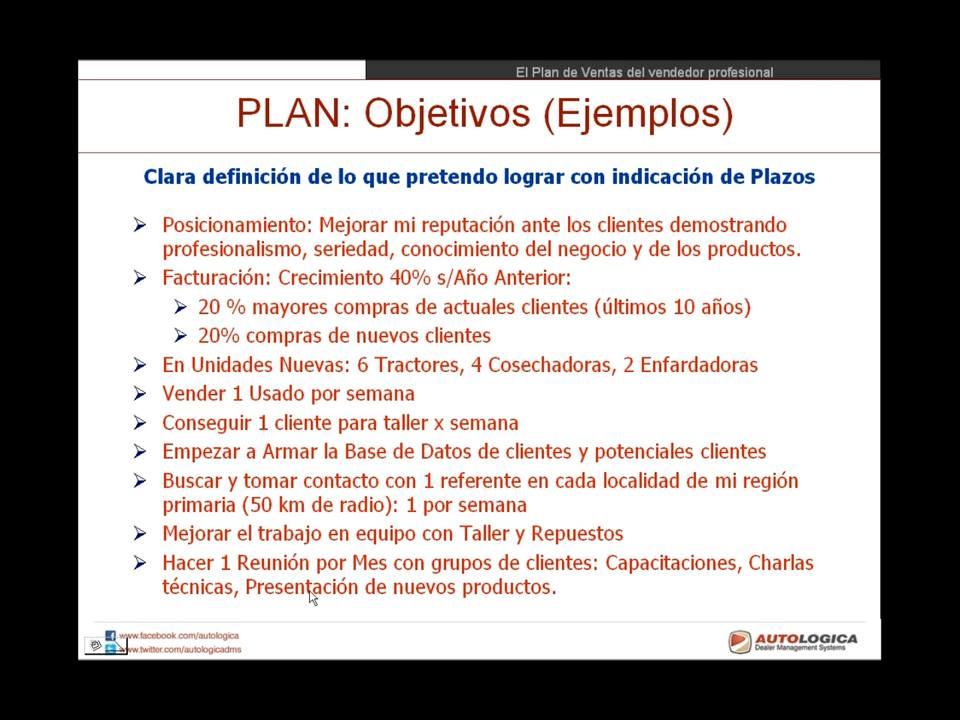 El Plan de Ventas del vendedor profesional
PLAN: Objetivos (Ejemplos)
Clara definición de lo que pretendo lograr con indicación de Plazos
Posicionamiento: Mejorar mi reputación ante los clientes demostrando
profesionalismo, seriedad, conocimiento del negocio y de los productos.
Facturación: Crecimiento 40% s/Año Anterior:
20 % mayores compras de actuales clientes (últimos 10 años)
20% compras de nuevos clientes
En Unidades Nuevas: 6 Tractores, 4 Cosechadoras, 2 Enfardadoras
Vender 1 Usado por semana
Conseguir 1 cliente para taller x semana
Empezar a Armar la Base de Datos de clientes y potenciales clientes
Buscar y tomar contacto con 1 referente en cada localidad de mi región
primaria (50 km de radio): 1 por semana
Mejorar el trabajo en equipo con Taller y Repuestos
Hacer 1 Reunión por Mes con grupos de clientes: Capacitaciones, Charlas
técnicas, Presentación de nuevos productos.
www.facebook.com/autologica
www.twitter.com/autologicadms
AUTOLOGICA
Dealer Management Systems